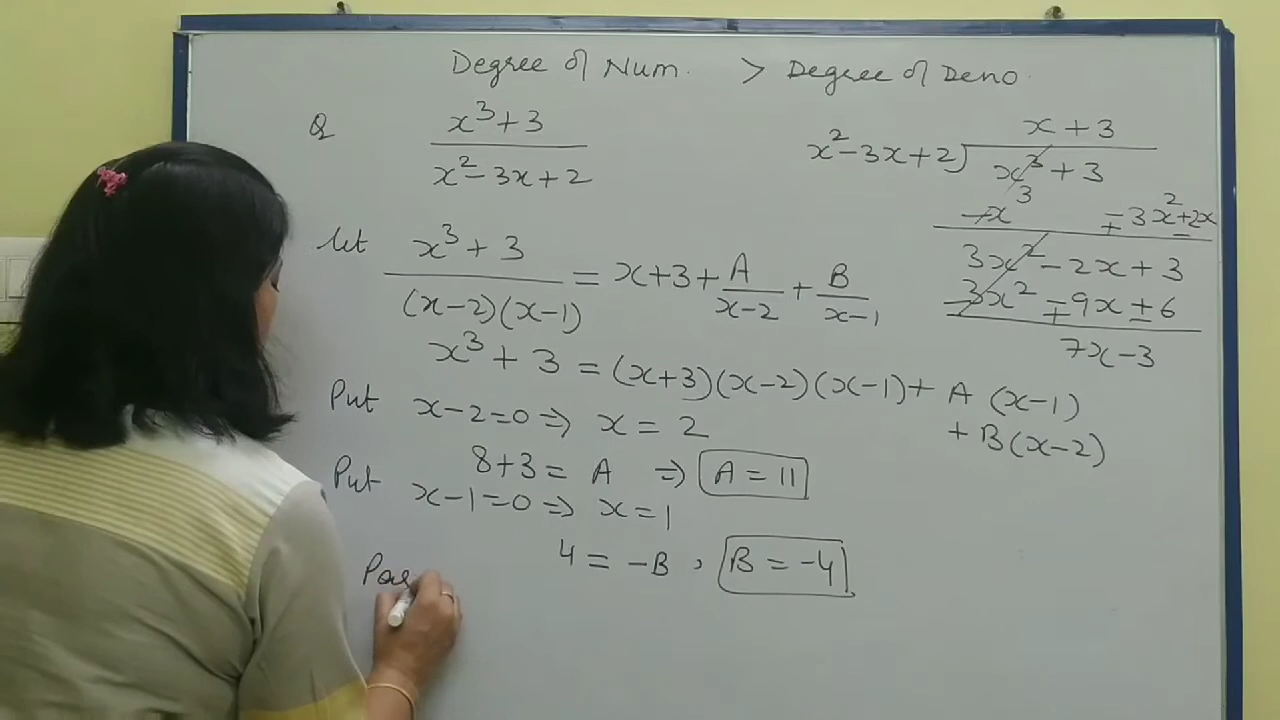 Degree of Num. > Degree of Deno.
Q (x³+3)/(x²-3x+2)
let (x³+3)/((x-2)(x-1)) = x+3+A/(x-2) + B/(x-1)
x³+3 = (x+3)(x-2)(x-1)+ A (x-1)
+ B(x-2)
Put x-2=0 ⇒ x = 2
8+3 = A ⇒ A = 11
Put x-1=0 ⇒ x=1
4 = -B , B = -4
Par
x + 3
x²-3x+2) x³ + 3
-x³ ∓3x²±2x
3x² - 2x + 3
-3x² ∓9x ± 6
7x - 3